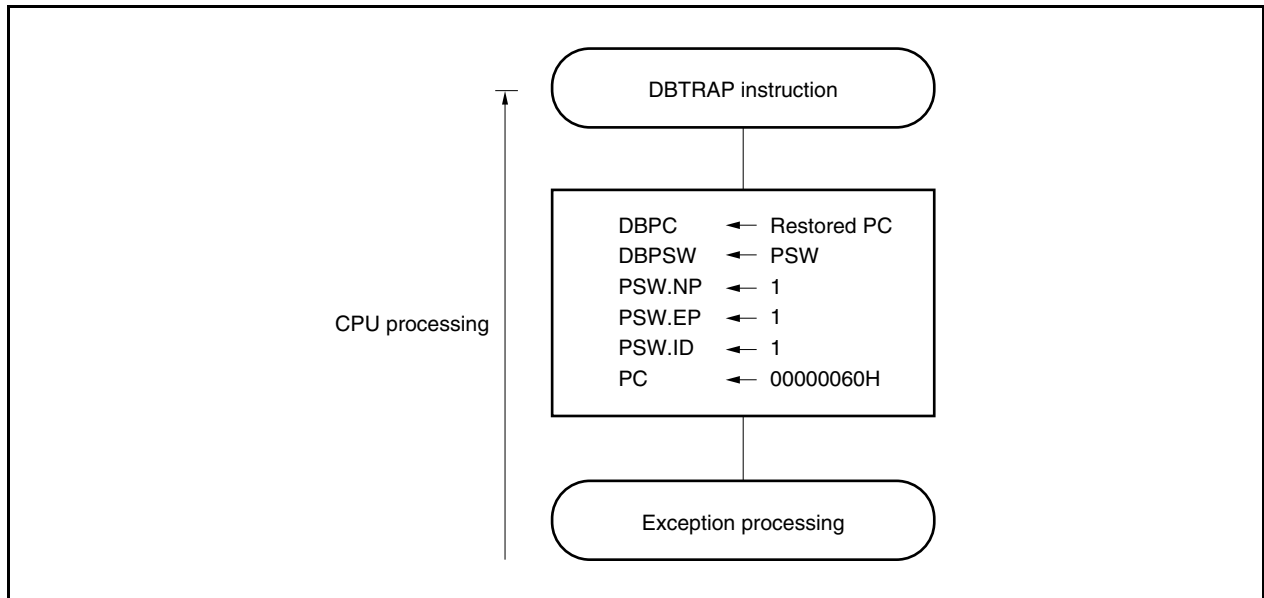 DBTRAP instruction
CPU processing
DBPC ← Restored PC
DBPSW ← PSW
PSW.NP ← 1
PSW.EP ← 1
PSW.ID ← 1
PC ← 00000060H
Exception processing